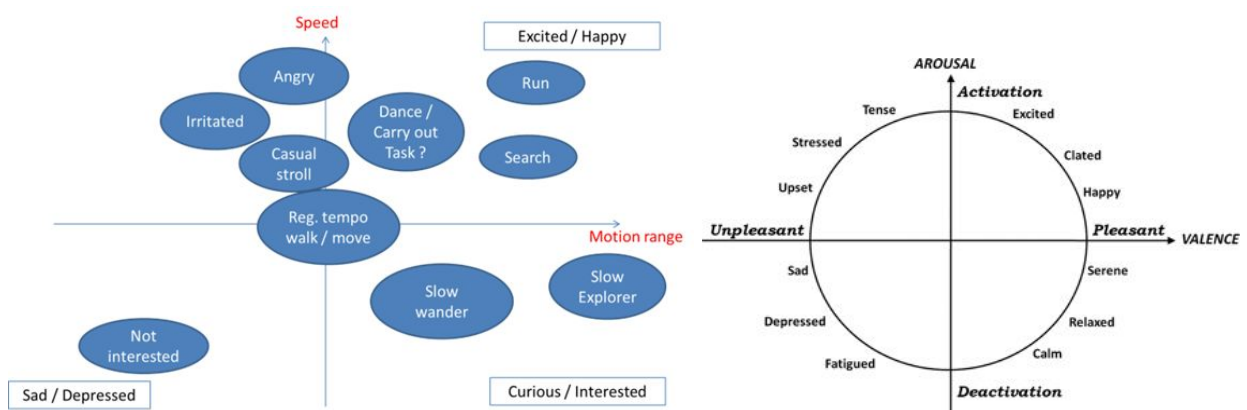 Speed
Excited / Happy
Angry
Run
Irritated
Dance /
Carry out
Task ?
Casual
stroll
Search
Reg. tempo
walk / move
Motion range
Slow
wander
Slow
Explorer
Not
interested
Sad / Depressed
Curious / Interested
AROUSAL
Activation
Tense
Excited
Stressed
Clated
Upset
Happy
Unpleasant
Pleasant
VALENCE
Sad
Serene
Depressed
Relaxed
Fatigued
Calm
Deactivation